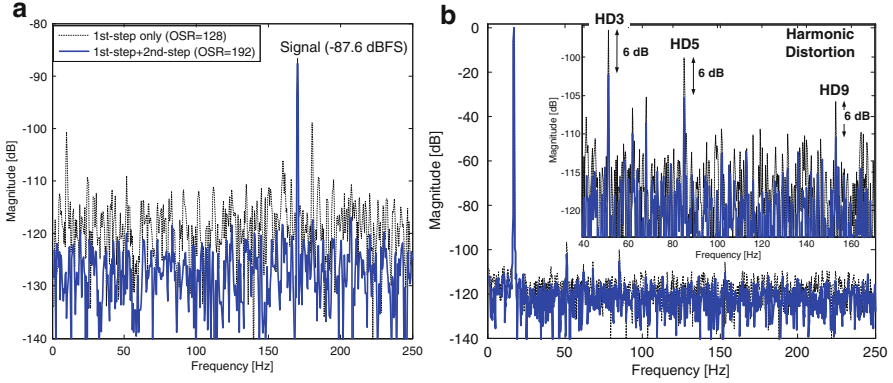 a
-80
-90
-100
-110
-120
-130
-140
Magnitude [dB]
1st-step only (OSR=128)
1st-step+2nd-step (OSR=192)
Signal (-87.6 dBFS)
0
50
100
150
200
250
Frequency [Hz]
b
0
-20
-40
-60
-80
-100
-120
-140
Magnitude [dB]
HD3
6 dB
HD5
6 dB
Harmonic
Distortion
HD9
6 dB
-100
-105
-110
-115
-120
Magnitude [dB]
40
60
80
100
120
140
160
Frequency [Hz]
0
50
100
150
200
250
Frequency [Hz]